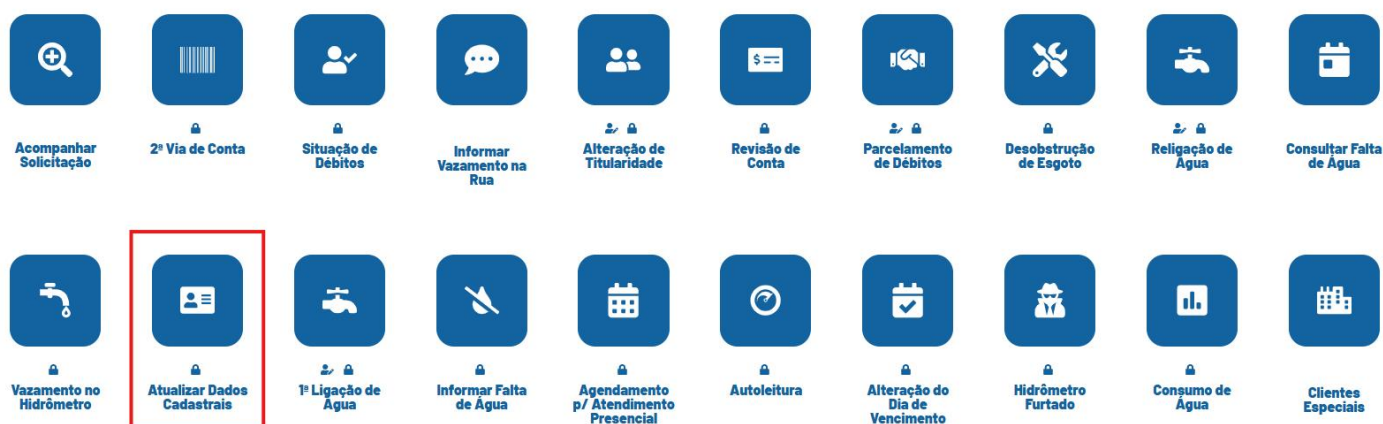 Acompanhar
Solicitação
2ª Via de Conta
Situação de
Débitos
Informar
Vazamento na
Rua
Alteração de
Titularidade
Revisão de
Conta
Parcelamento
de Débitos
Desobstrução
de Esgoto
Religação de
Água
Consultar Falta
de Água
Vazamento no
Hidrômetro
Atualizar Dados
Cadastrais
1ª Ligação de
Água
Informar Falta
de Água
Agendamento
p/ Atendimento
Presencial
Autoleitura
Alteração do
Dia de
Vencimento
Hidrômetro
Furtado
Consumo de
Água
Clientes
Especiais